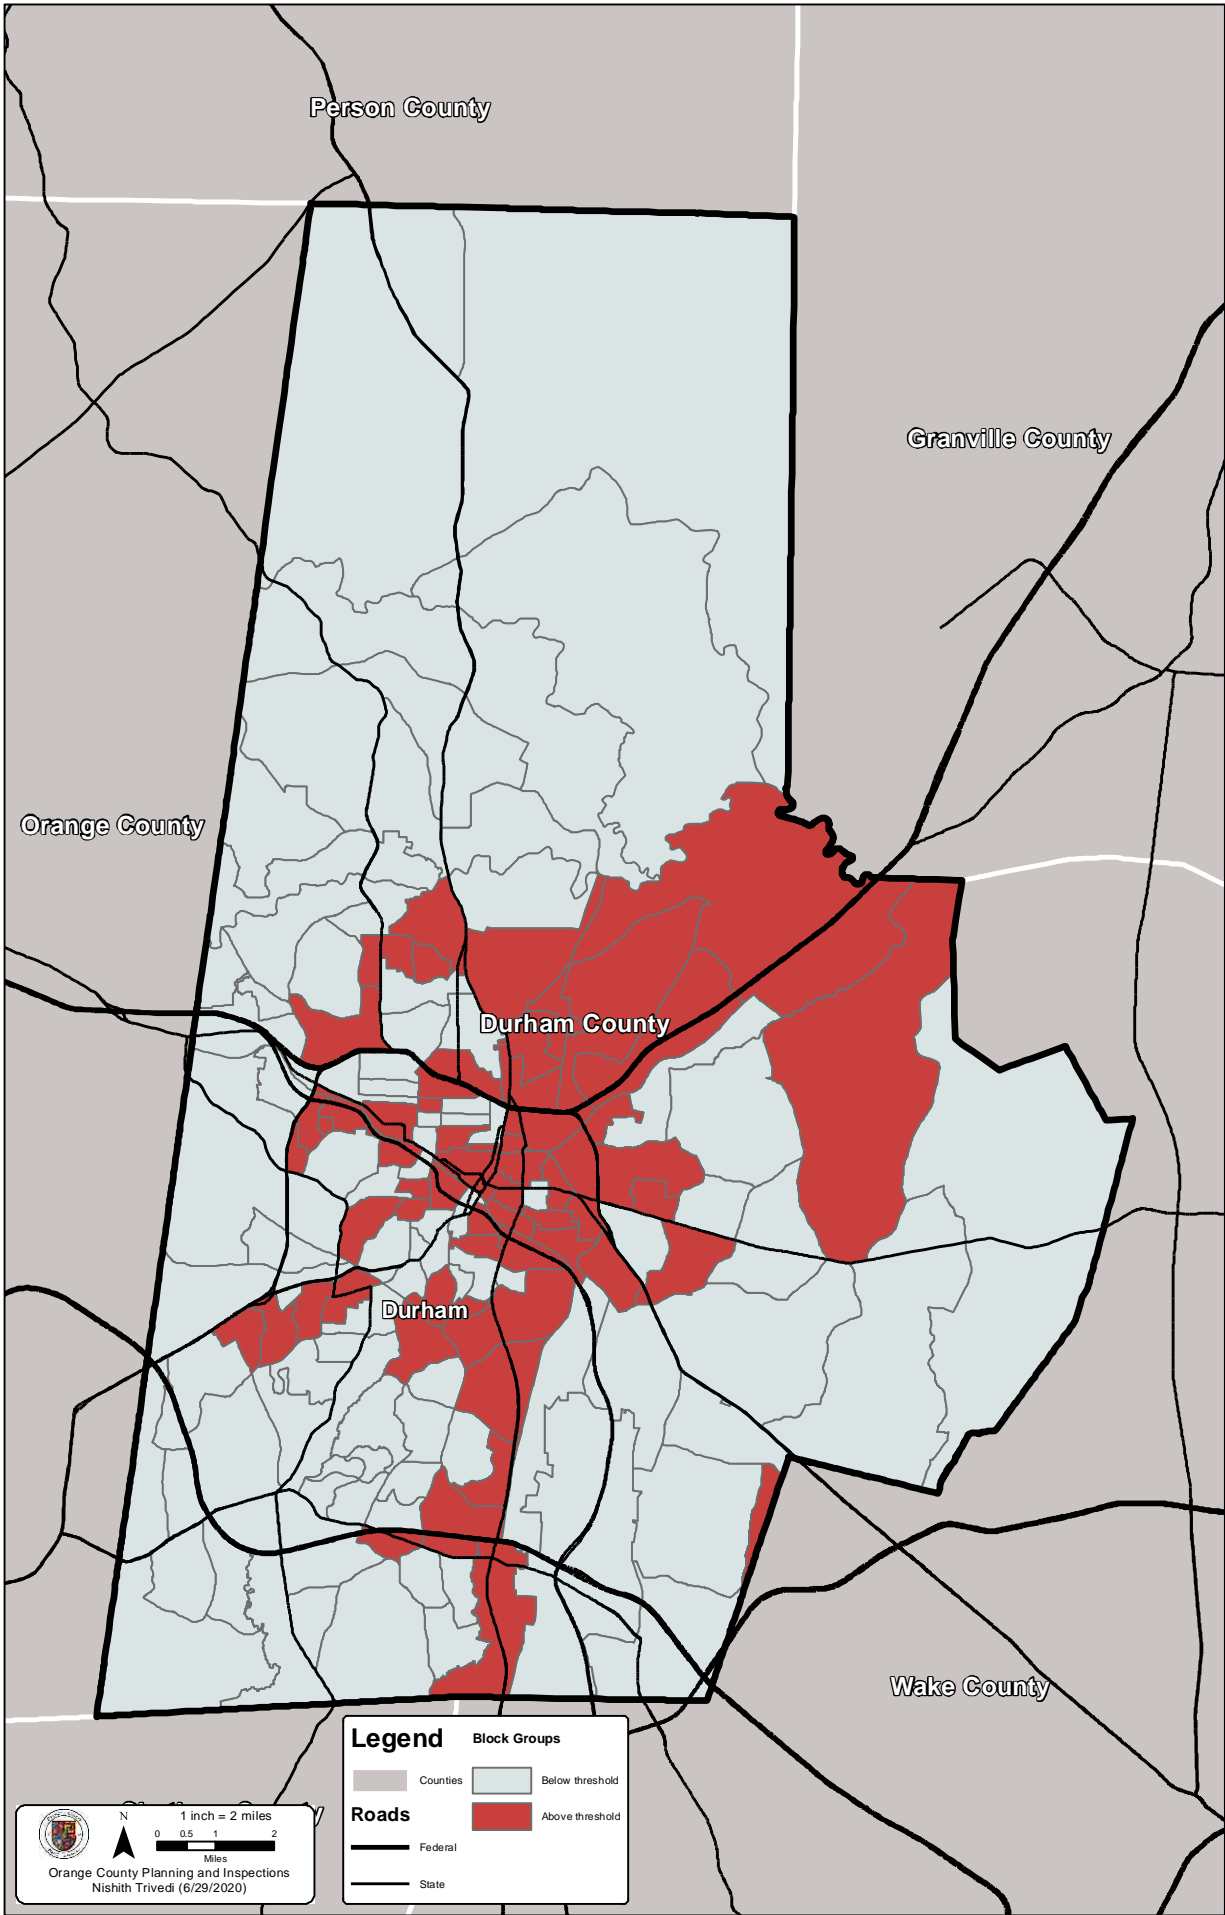 Person County
Granville County
Orange County
Durham County
Durham
Wake County
Legend
Block Groups
Counties
Below threshold
Roads
Above threshold
Federal
State
N
1 inch = 2 miles
0 0.5 1 2
Miles
Orange County Planning and Inspections
Nishith Trivedi (6/29/2020)